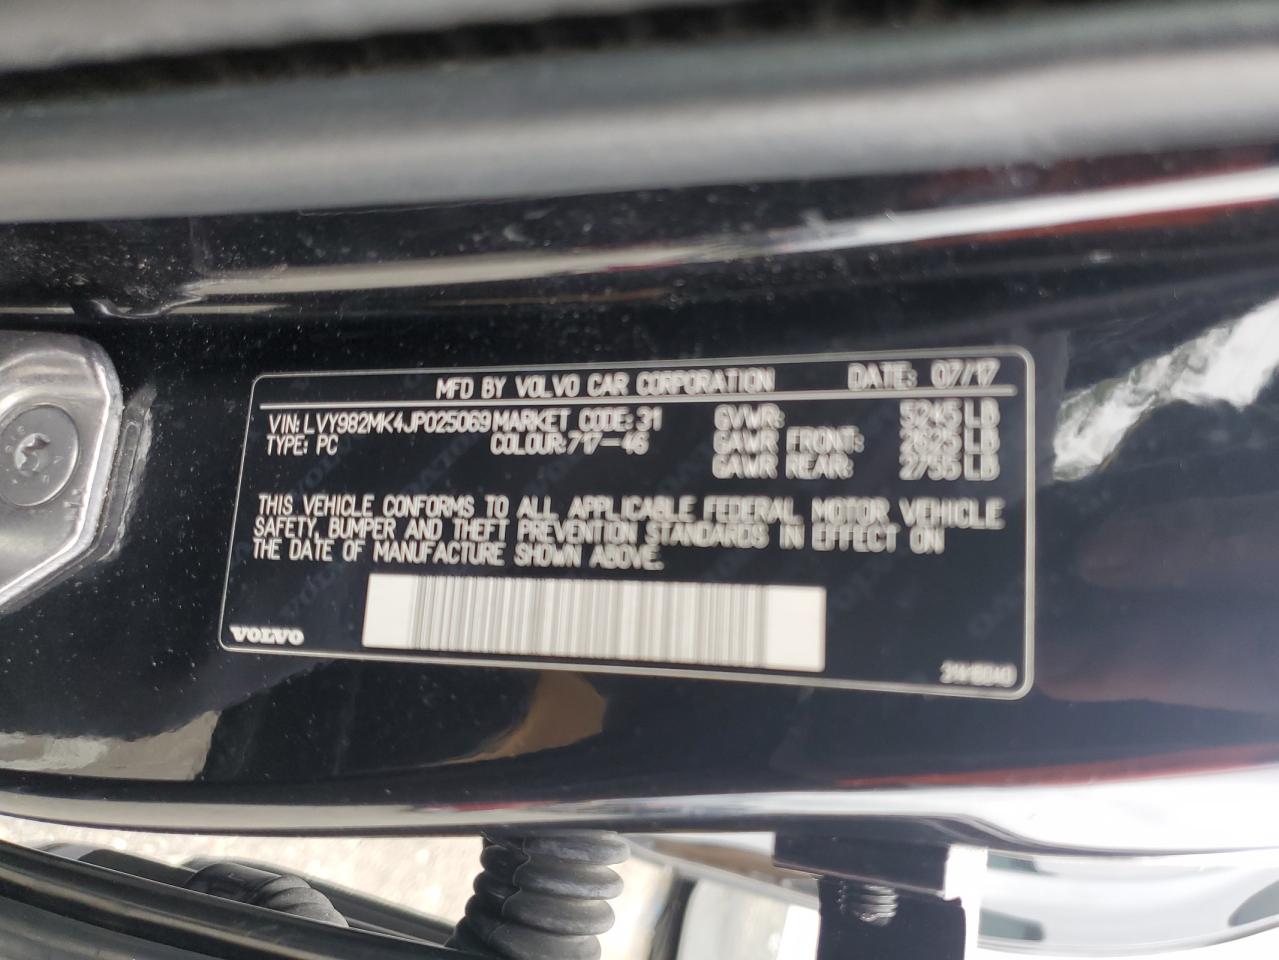 MFD BY VOLVO CAR CORPORATION DATE: 07/17
VIN: LVY982MK4JP025069 MARKET CODE: 31 GVWR: 5245 LB
TYPE: PC COLOUR: 717-46 GAWR FRONT: 2625 LB
GAWR REAR: 2755 LB
THIS VEHICLE CONFORMS TO ALL APPLICABLE FEDERAL MOTOR VEHICLE
SAFETY, BUMPER AND THEFT PREVENTION STANDARDS IN EFFECT ON
THE DATE OF MANUFACTURE SHOWN ABOVE.
VOLVO